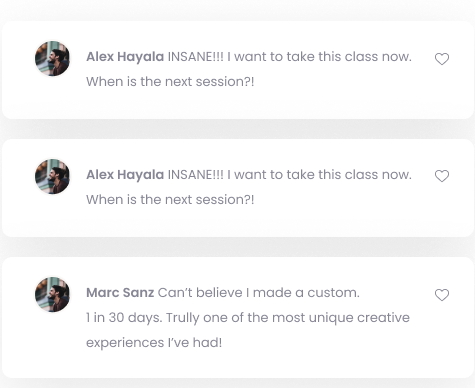 Alex Hayala INSANE!!! I want to take this class now.
When is the next session?!
Alex Hayala INSANE!!! I want to take this class now.
When is the next session?!
Marc Sanz Can’t believe I made a custom.
1 in 30 days. Trully one of the most unique creative
experiences I’ve had!